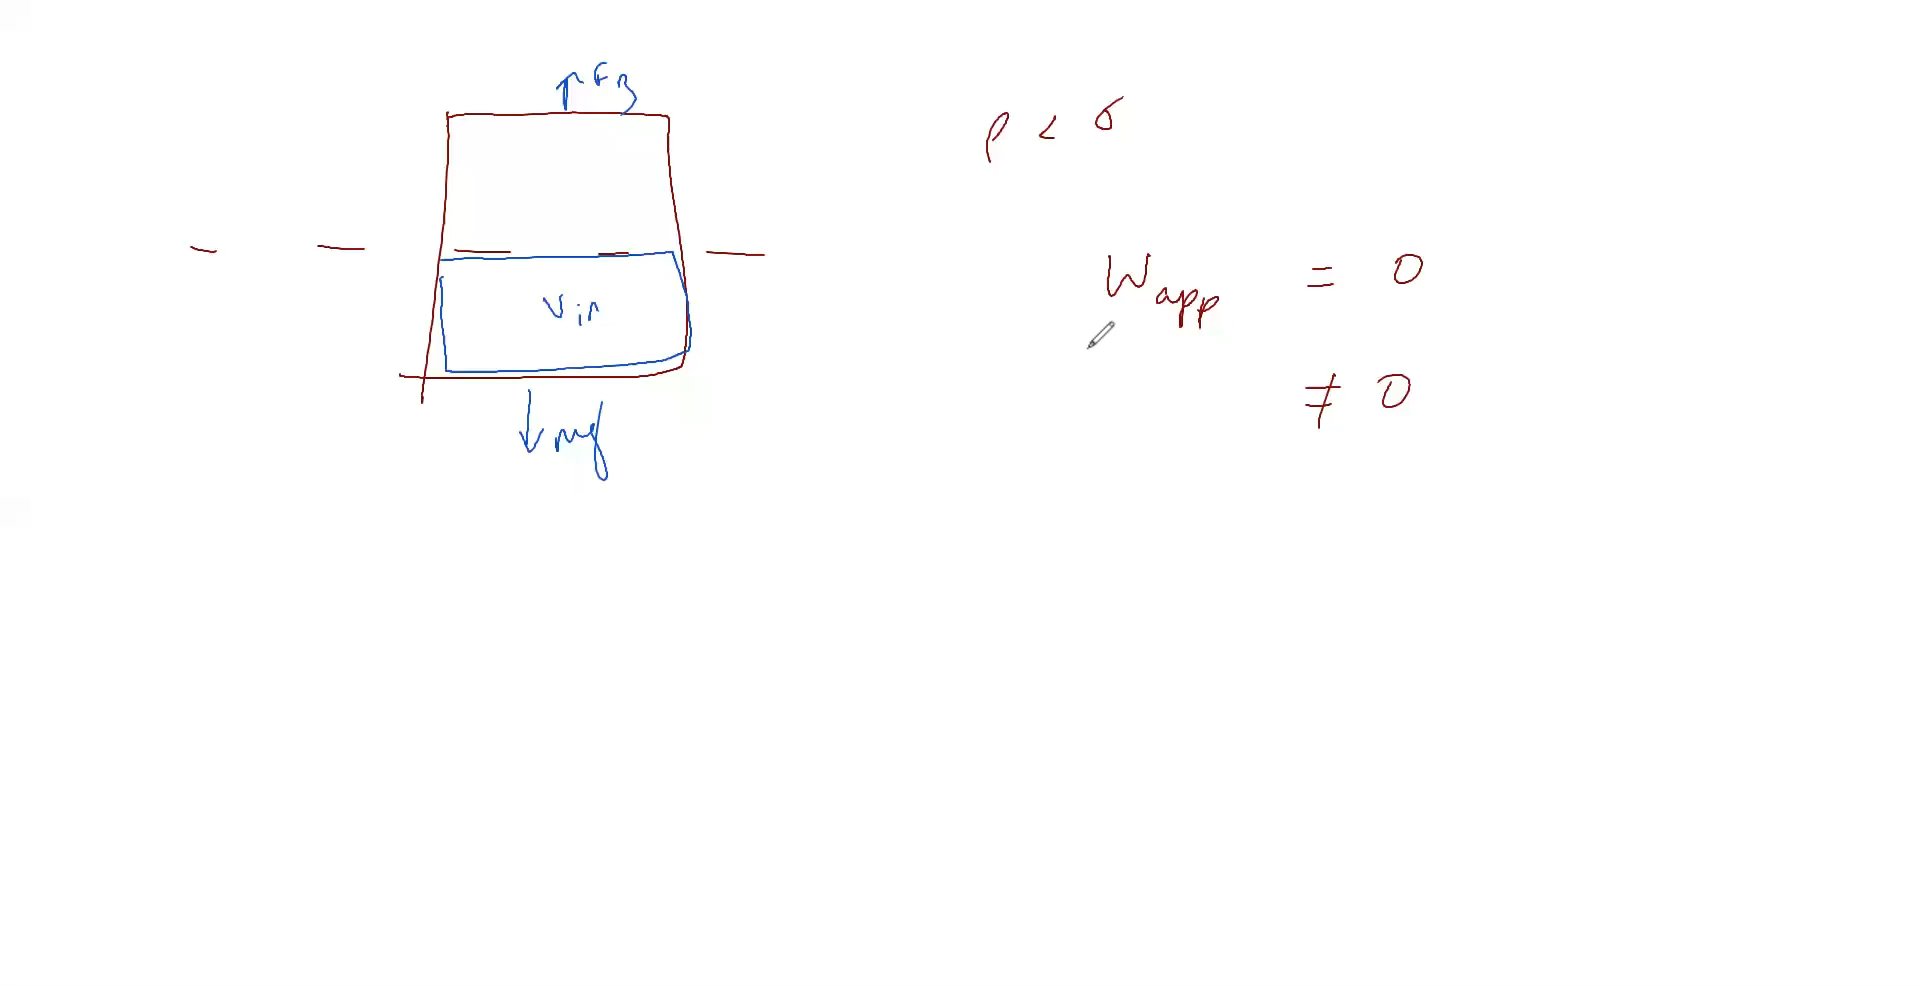 F_B
ρ < σ
W_app = 0
V_in
≠ 0
mg